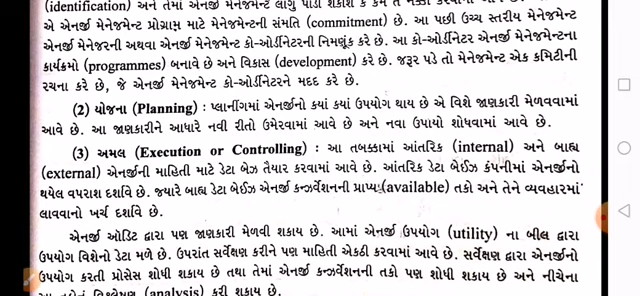 (identification) અને તેમાં એનર્જી મેનેજમેન્ટ લાગુ પાડી શકાશે કે કેમ તે નક્કી કરવામાં
એ એનર્જી મેનેજમેન્ટ પ્રોગ્રામ માટે મેનેજમેન્ટની સંમતિ (commitment) છે. આ પછી ઉચ્ચ સ્તરીય મેનેજમેન્ટ
એનર્જી મેનેજરની અથવા એનર્જી મેનેજમેન્ટ કો-ઓર્ડિનેટરની નિમણૂંક કરે છે. આ કો-ઓર્ડિનેટર એનર્જી મેનેજમેન્ટના
કાર્યક્રમો (programmes) બનાવે છે અને વિકાસ (development) કરે છે. જરૂર પડે તો મેનેજમેન્ટ એક કમિટીની
રચના કરે છે, જે એનર્જી મેનેજમેન્ટ કો-ઓર્ડીનેટરને મદદ કરે છે.
(2) યોજના (Planning) : પ્લાનીંગમાં એનર્જીનો ક્યાં ક્યાં ઉપયોગ થાય છે એ વિશે જાણકારી મેળવવામાં
આવે છે. આ જાણકારીને આધારે નવી રીતો ઉમેરવામાં આવે છે અને નવા ઉપાયો શોધવામાં આવે છે.
(3) અમલ (Execution or Controlling) : આ તબક્કામાં આંતરિક (internal) અને બાહ્ય
(external) એનર્જીની માહિતી માટે ડેટા બેઝ તૈયાર કરવામાં આવે છે. આંતરિક ડેટા બેઈઝ કંપનીમાં એનર્જીનો
થયેલ વપરાશ દર્શાવે છે. જ્યારે બાહ્ય ડેટા બેઈઝ એનર્જી કન્ઝર્વેશનની પ્રાપ્ય (available) તકો અને તેને વ્યવહારમાં
લાવવાનો ખર્ચ દર્શાવે છે.
એનર્જી ઓડિટ દ્વારા પણ જાણકારી મેળવી શકાય છે. આમાં એનર્જી ઉપયોગ (utility) ના બીલ દ્વારા
ઉપયોગ વિશેનો ડેટા મળે છે. ઉપરાંત સર્વેક્ષણ કરીને પણ માહિતી એકઠી કરવામાં આવે છે. સર્વેક્ષણ દ્વારા એનર્જીનો
ઉપયોગ કરતી પ્રોસેસ શોધી શકાય છે તથા તેમાં એનર્જી કન્ઝર્વેશનની તકો પણ શોધી શકાય છે અને નીચેના
વિશ્લેષણ (analysis) કરી શકાય છે.